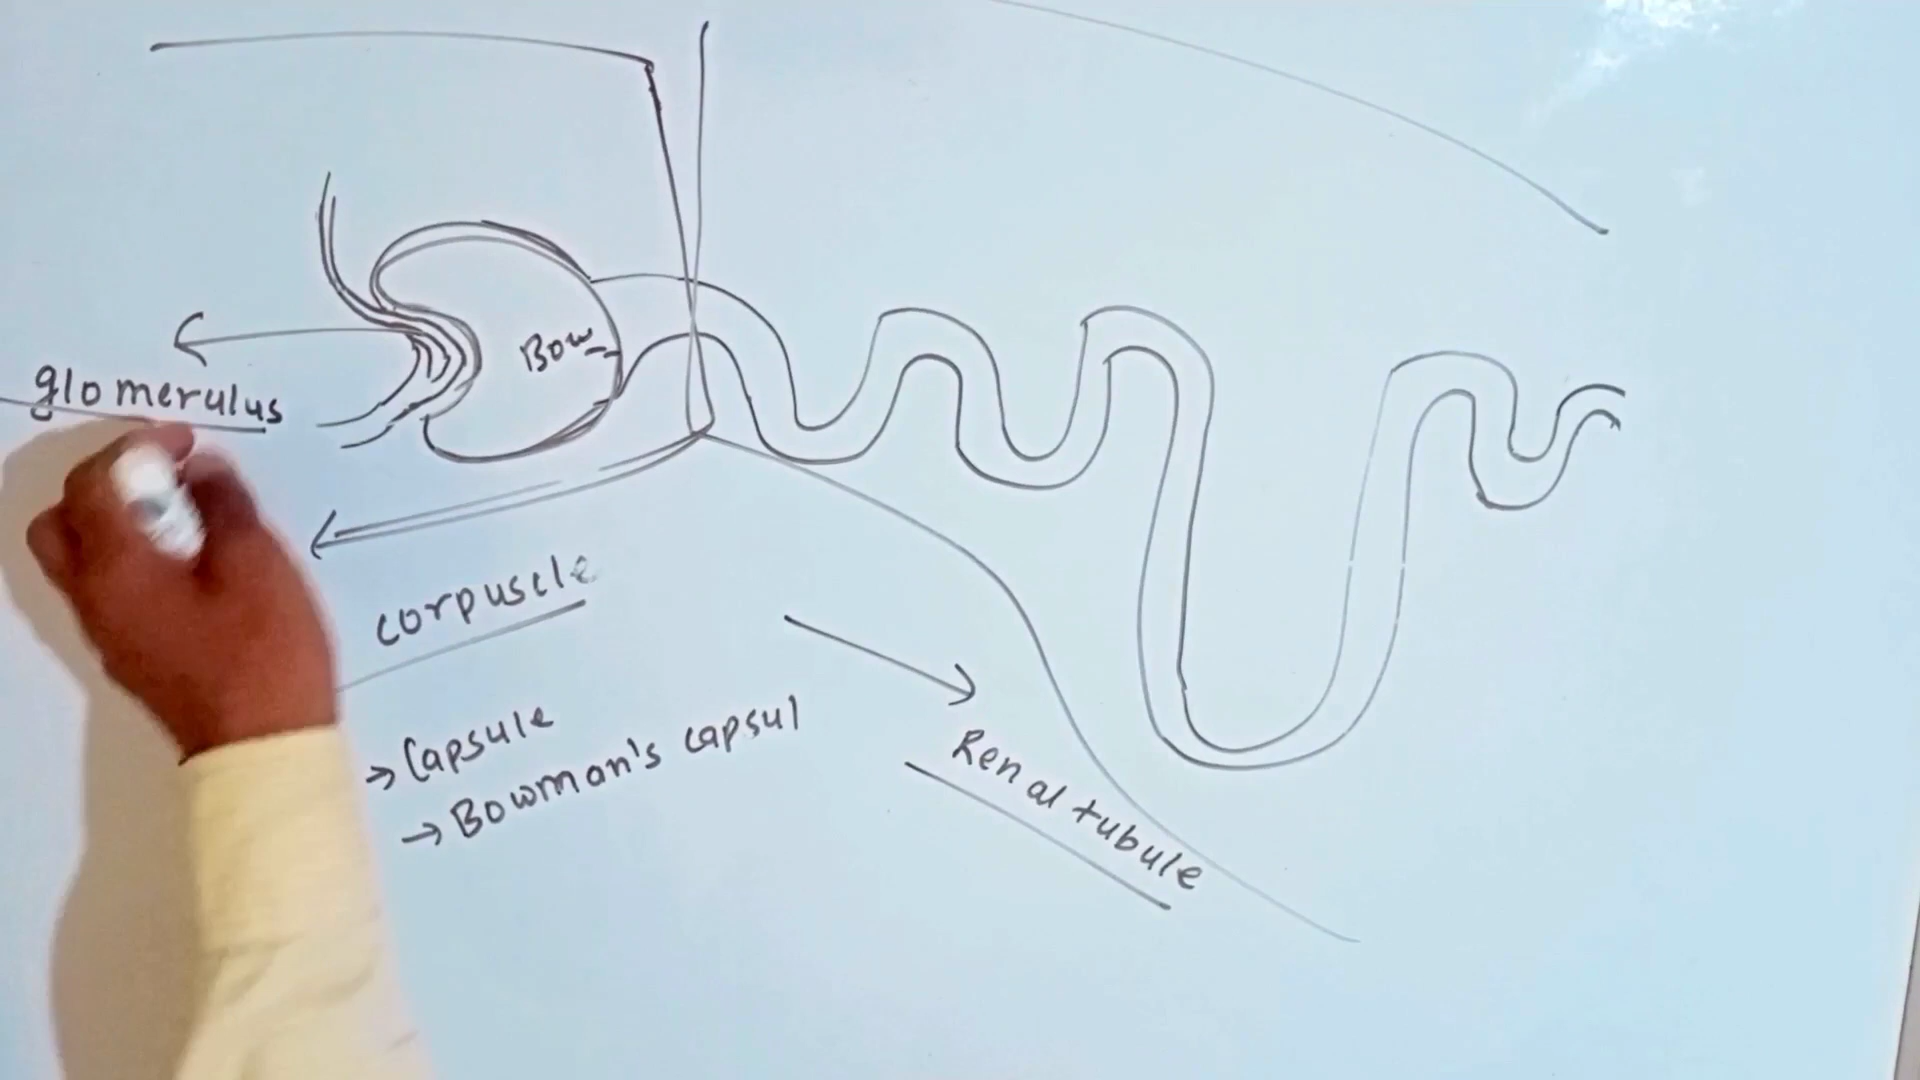 Bow
glomerulus
corpuscle
→ Capsule
→ Bowman's capsul
Renal tubule